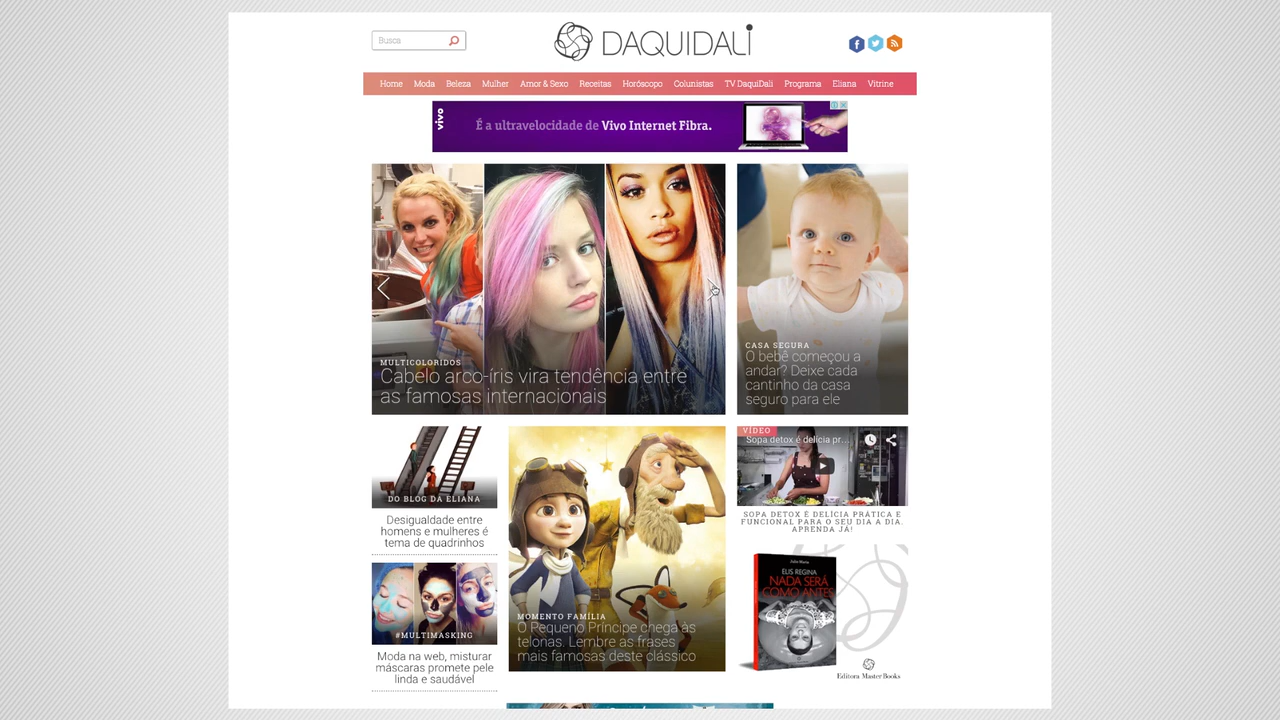 Busca
DAQUIDALI
Home Moda Beleza Mulher Amor & Sexo Receitas Horóscopo Colunistas TV DaquiDali Programa Eliana Vitrine
vivo
É a ultravelocidade de Vivo Internet Fibra.
MULTICOLORIDOS
Cabelo arco-íris vira tendência entre
as famosas internacionais
CASA SEGURA
O bebê começou a
andar? Deixe cada
cantinho da casa
seguro para ele
DO BLOG DA ELIANA
Desigualdade entre
homens e mulheres é
tema de quadrinhos
#MULTIMASKING
Moda na web, misturar
máscaras promete pele
linda e saudável
MOMENTO FAMÍLIA
O Pequeno Príncipe chega às
telonas. Lembre as frases
mais famosas deste clássico
VÍDEO
Sopa detox é delícia pr...
SOPA DETOX É DELÍCIA PRÁTICA E
FUNCIONAL PARA O SEU DIA A DIA.
APRENDA JÁ!
Julio Maria
ELIS REGINA
NADA SERÁ
COMO ANTES
Editora Master Books